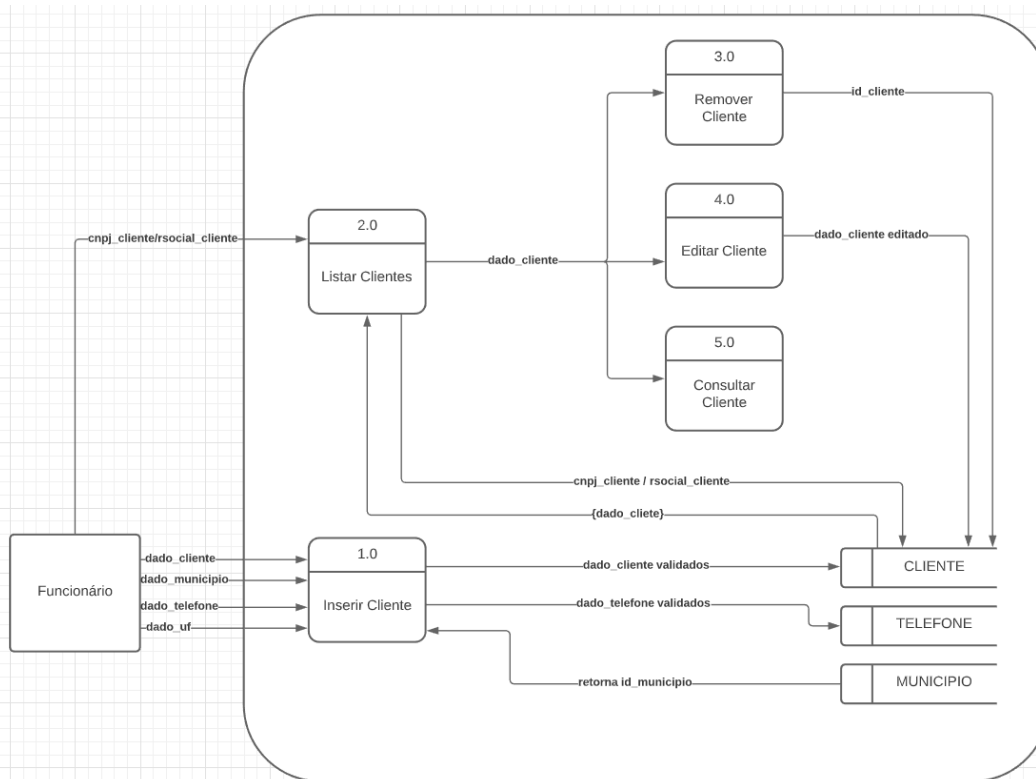 3.0
Remover
Cliente
id_cliente
4.0
Editar Cliente
dado_cliente editado
2.0
Listar Clientes
cnpj_cliente/rsocial_cliente
dado_cliente
5.0
Consultar
Cliente
cnpj_cliente / rsocial_cliente
{dado_cliete}
Funcionário
dado_cliente
dado_municipio
dado_telefone
dado_uf
1.0
Inserir Cliente
dado_cliente validados
dado_telefone validados
retorna id_municipio
CLIENTE
TELEFONE
MUNICIPIO